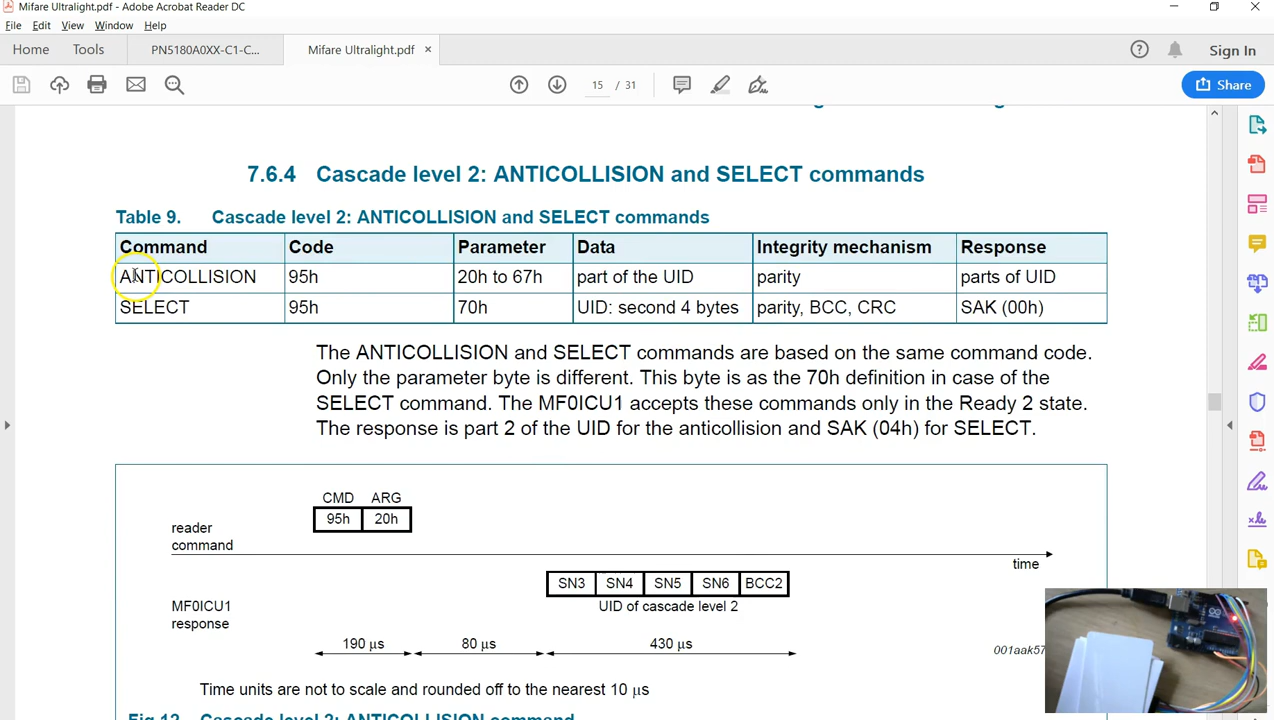 Mifare Ultralight.pdf - Adobe Acrobat Reader DC
File Edit View Window Help
Home Tools PN5180A0XX-C1-C... Mifare Ultralight.pdf × Sign In
15 / 31 Share
7.6.4 Cascade level 2: ANTICOLLISION and SELECT commands
Table 9. Cascade level 2: ANTICOLLISION and SELECT commands
Command Code Parameter Data Integrity mechanism Response
ANTICOLLISION 95h 20h to 67h part of the UID parity parts of UID
SELECT 95h 70h UID: second 4 bytes parity, BCC, CRC SAK (00h)
The ANTICOLLISION and SELECT commands are based on the same command code.
Only the parameter byte is different. This byte is as the 70h definition in case of the
SELECT command. The MF0ICU1 accepts these commands only in the Ready 2 state.
The response is part 2 of the UID for the anticollision and SAK (04h) for SELECT.
CMD ARG
95h 20h
reader
command
time
SN3 SN4 SN5 SN6 BCC2
UID of cascade level 2
MF0ICU1
response
190 μs 80 μs 430 μs
001aak57
Time units are not to scale and rounded off to the nearest 10 μs
Fig 12. Cascade level 2: ANTICOLLISION command